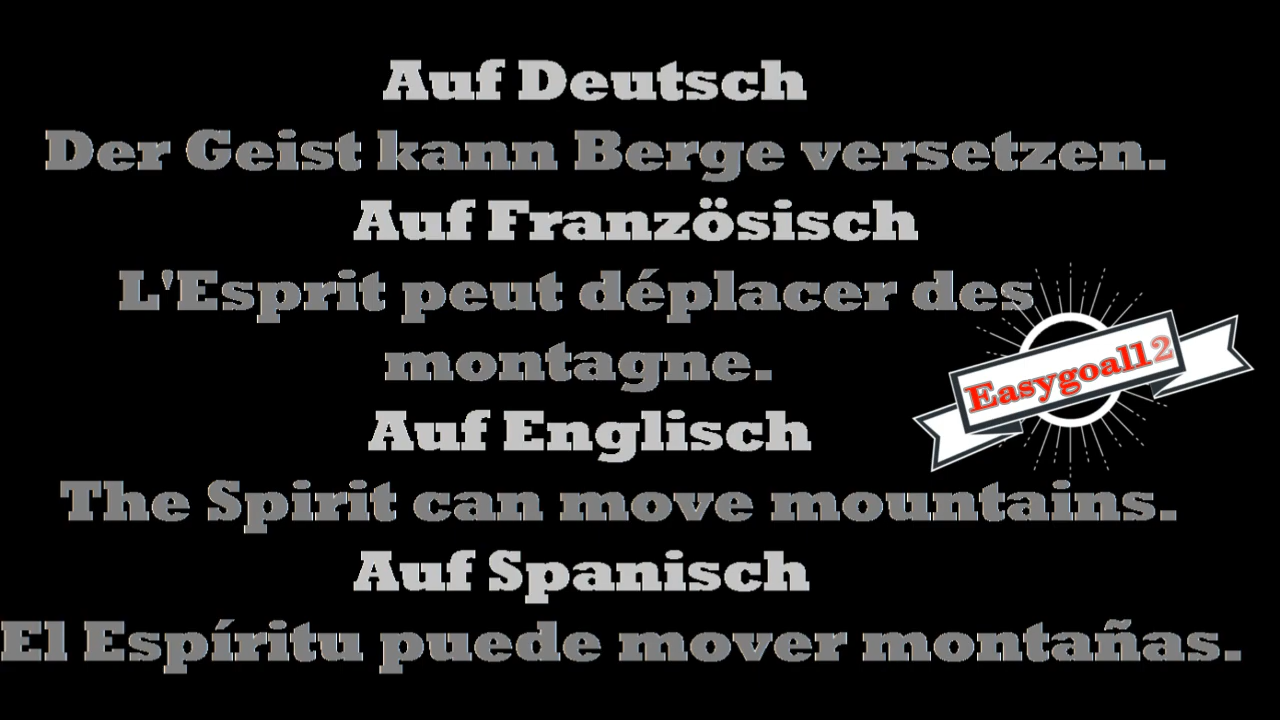 Auf Deutsch
Der Geist kann Berge versetzen.
Auf Französisch
L'Esprit peut déplacer des
montagne.
Easygoal12
Auf Englisch
The Spirit can move mountains.
Auf Spanisch
El Espíritu puede mover montañas.